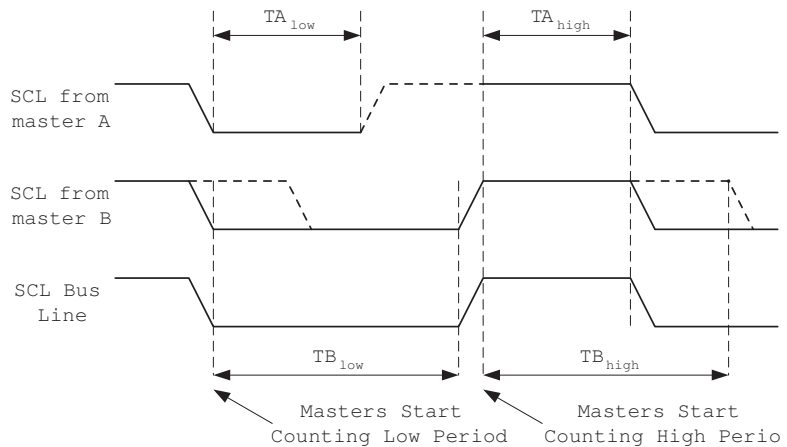 TA low
TA high
SCL from
master A
SCL from
master B
SCL Bus
Line
TB low
TB high
Masters Start
Counting Low Period
Masters Start
Counting High Perio